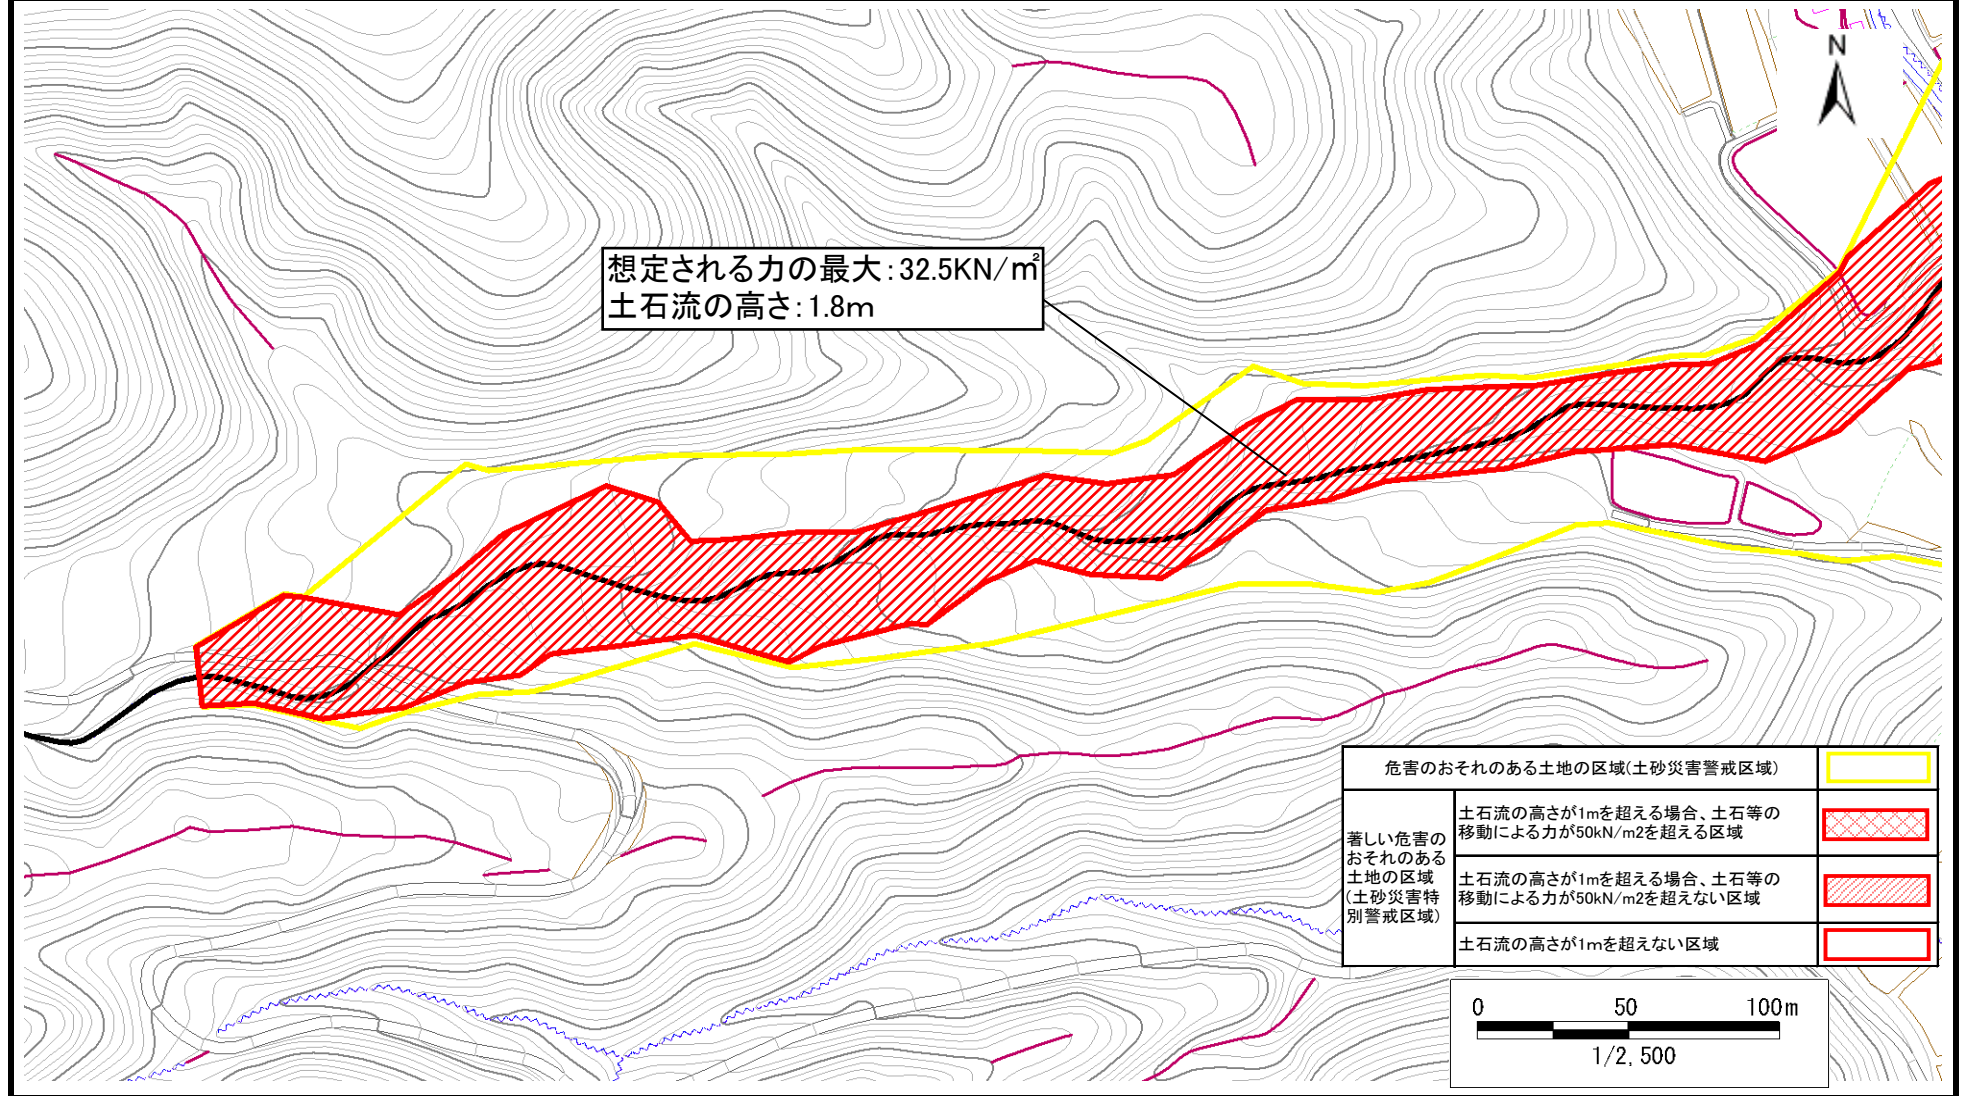 N
想定される力の最大:32.5KN/㎡
土石流の高さ:1.8m
危害のおそれのある土地の区域(土砂災害警戒区域)
著しい危害の
おそれのある
土地の区域
(土砂災害特
別警戒区域)
土石流の高さが1mを超える場合、土石等の
移動による力が50kN/m2を超える区域
土石流の高さが1mを超える場合、土石等の
移動による力が50kN/m2を超えない区域
土石流の高さが1mを超えない区域
0 50 100m
1/2,500